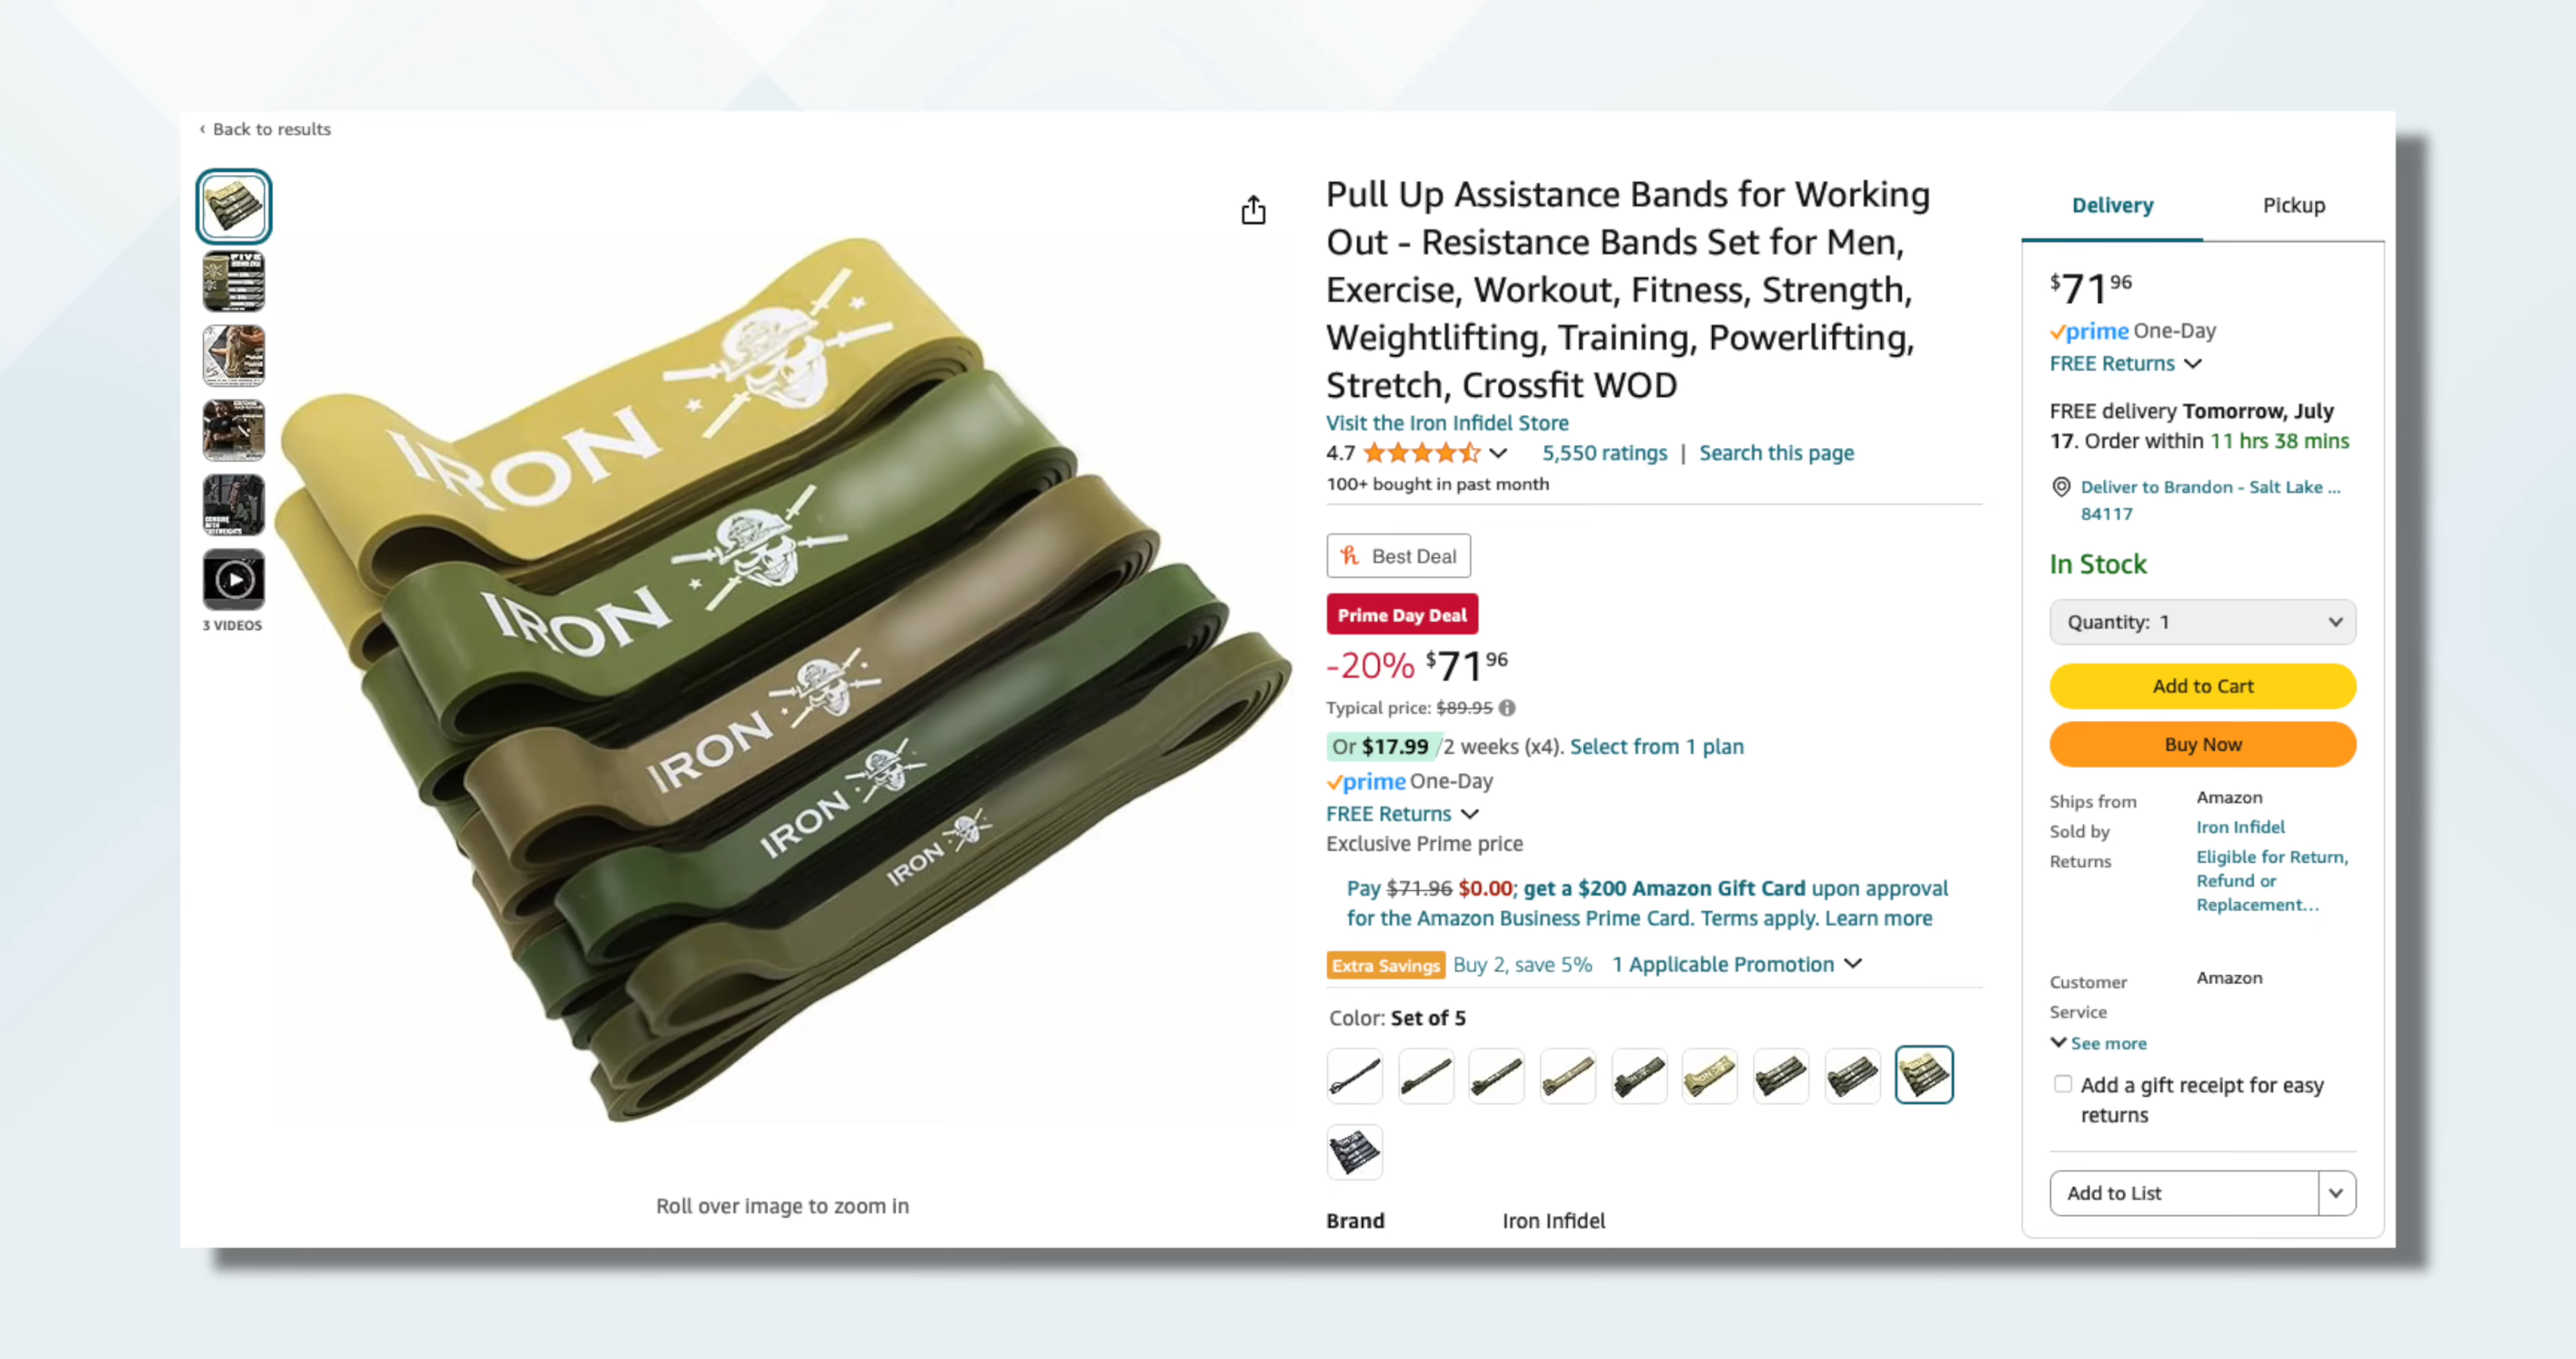 ‹ Back to results
3 VIDEOS
IRON
IRON
IRON
IRON
IRON
Roll over image to zoom in
Pull Up Assistance Bands for Working
Out - Resistance Bands Set for Men,
Exercise, Workout, Fitness, Strength,
Weightlifting, Training, Powerlifting,
Stretch, Crossfit WOD
Visit the Iron Infidel Store
4.7 5,550 ratings | Search this page
100+ bought in past month
Best Deal
Prime Day Deal
-20% $71 96
Typical price: $89.95
Or $17.99 /2 weeks (x4). Select from 1 plan
prime One-Day
FREE Returns
Exclusive Prime price
Pay $71.96 $0.00; get a $200 Amazon Gift Card upon approval
for the Amazon Business Prime Card. Terms apply. Learn more
Extra Savings Buy 2, save 5% 1 Applicable Promotion
Color: Set of 5
Brand Iron Infidel
Delivery Pickup
$71 96
prime One-Day
FREE Returns
FREE delivery Tomorrow, July
17. Order within 11 hrs 38 mins
Deliver to Brandon - Salt Lake ...
84117
In Stock
Quantity: 1
Add to Cart
Buy Now
Ships from Amazon
Sold by Iron Infidel
Returns Eligible for Return,
Refund or
Replacement...
Customer Amazon
Service
See more
Add a gift receipt for easy
returns
Add to List